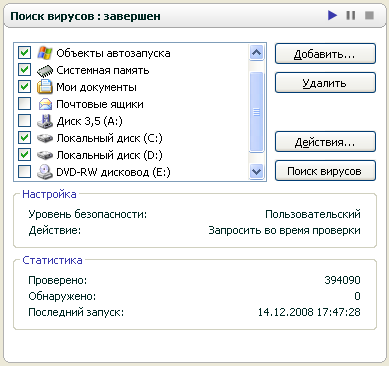 Поиск вирусов : завершен
Объекты автозапуска
Системная память
Мои документы
Почтовые ящики
Диск 3,5 (A:)
Локальный диск (C:)
Локальный диск (D:)
DVD-RW дисковод (E:)
Добавить...
Удалить
Действия...
Поиск вирусов
Настройка
Уровень безопасности: Пользовательский
Действие: Запросить во время проверки
Статистика
Проверено: 394090
Обнаружено: 0
Последний запуск: 14.12.2008 17:47:28